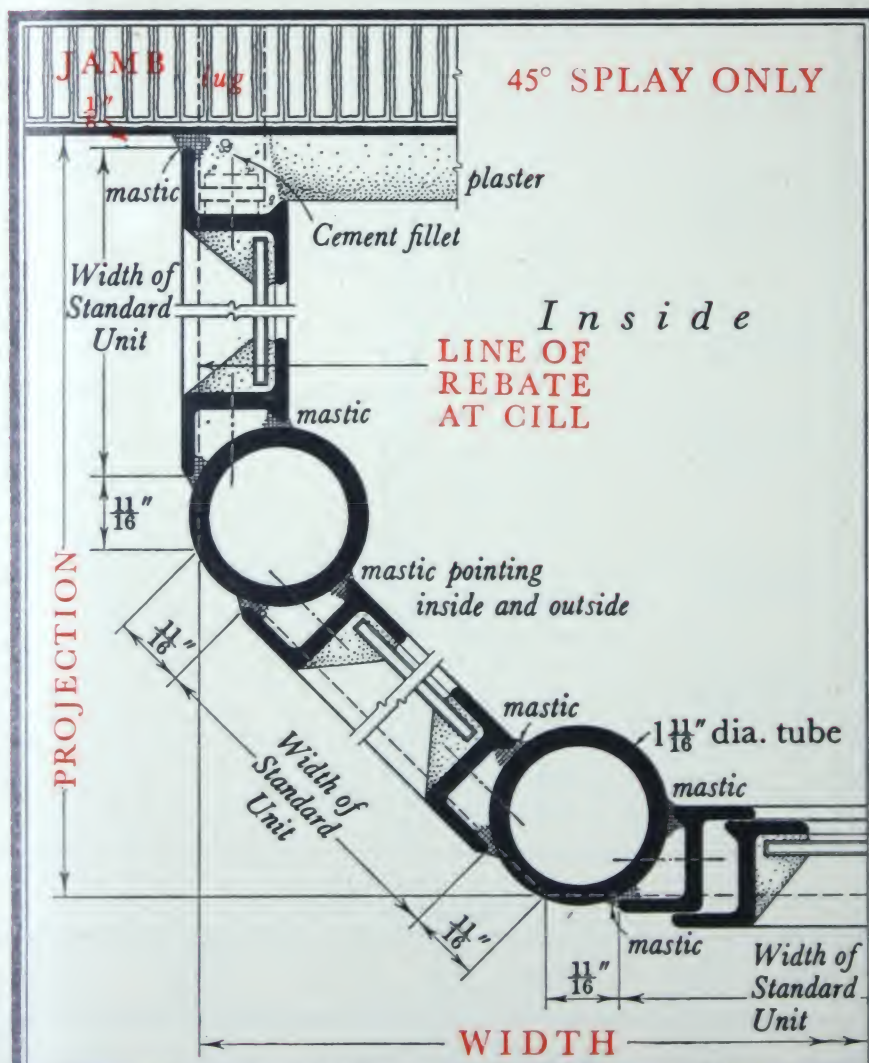 JAMB
lug
45° SPLAY ONLY
mastic
plaster
Cement fillet
Width of
Standard
Unit
Inside
LINE OF
REBATE
AT CILL
mastic
11/16"
mastic pointing
inside and outside
PROJECTION
11/16"
mastic
1 11/16" dia. tube
Width of
Standard
Unit
mastic
11/16"
11/16"
mastic
Width of
Standard
Unit
WIDTH